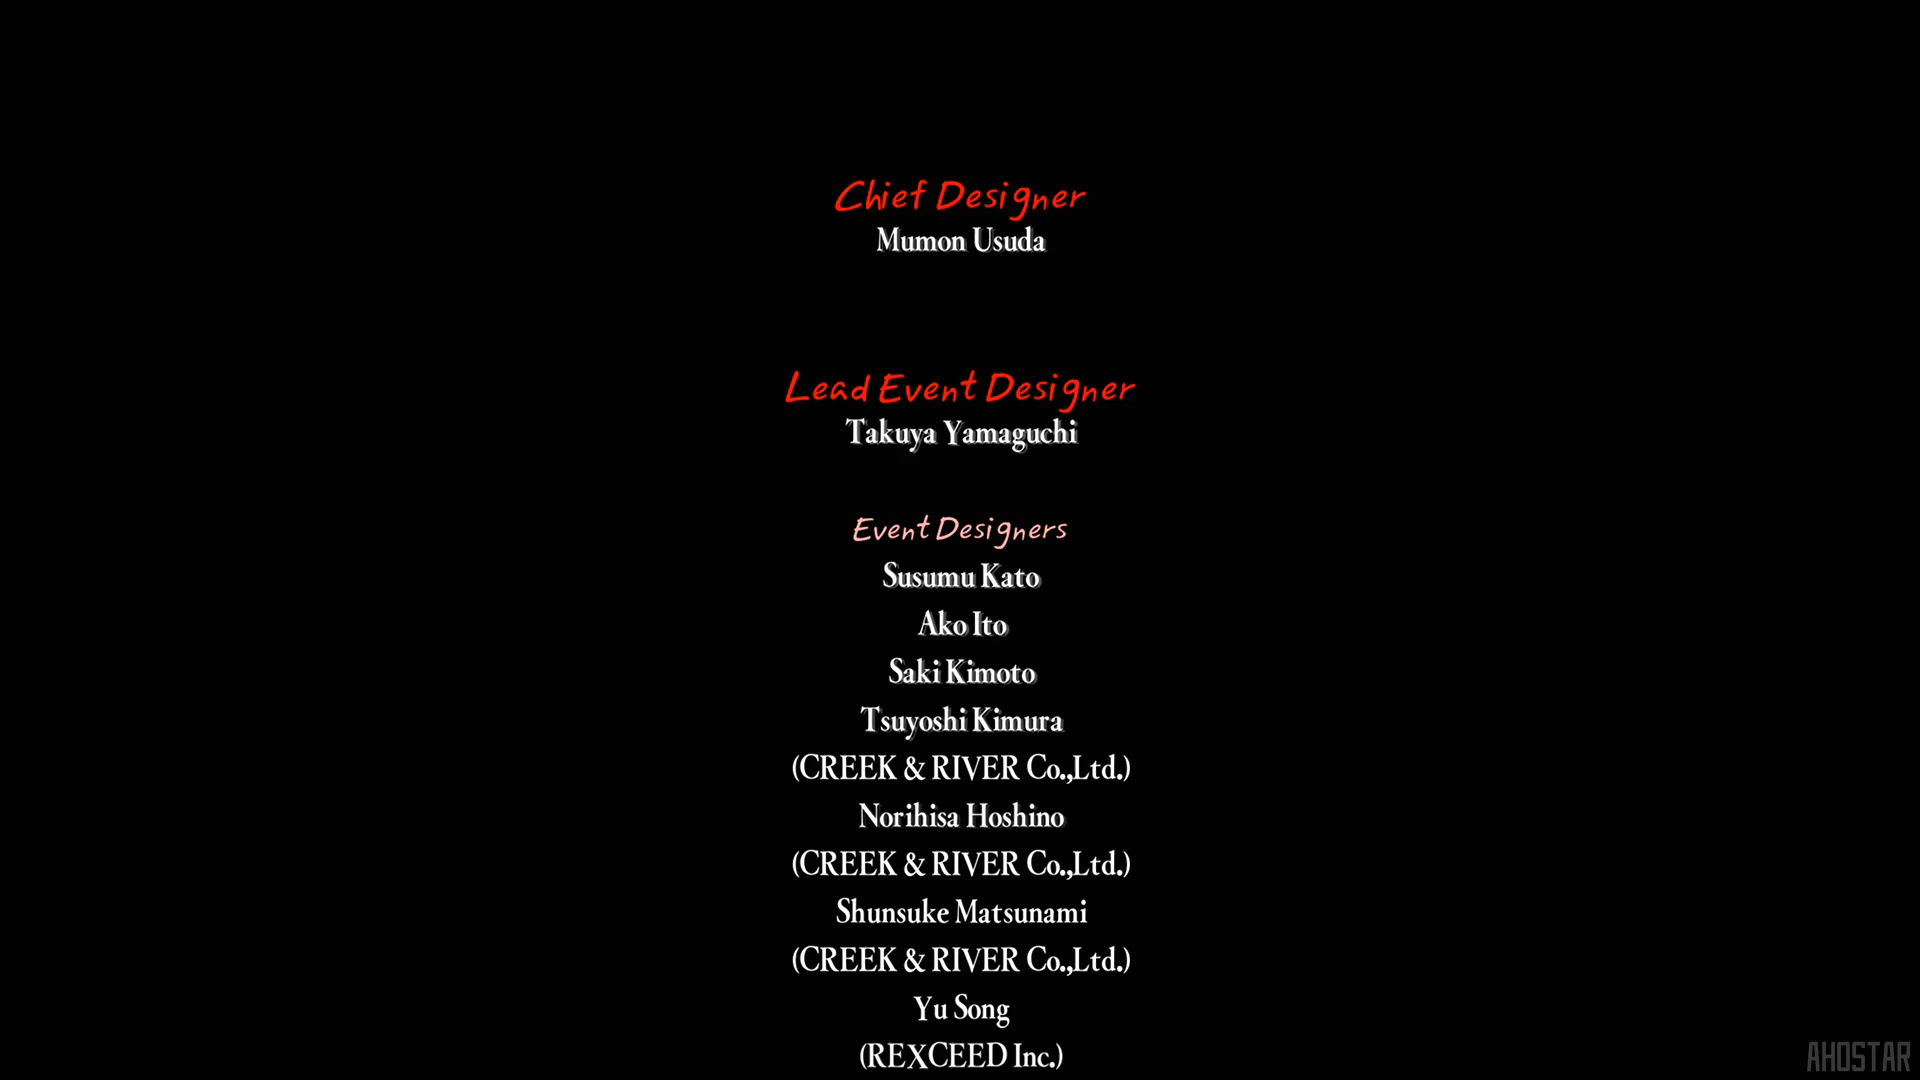 Chief Designer
Mumon Usuda
Lead Event Designer
Takuya Yamaguchi
Event Designers
Susumu Kato
Ako Ito
Saki Kimoto
Tsuyoshi Kimura
(CREEK & RIVER Co.,Ltd.)
Norihisa Hoshino
(CREEK & RIVER Co.,Ltd.)
Shunsuke Matsunami
(CREEK & RIVER Co.,Ltd.)
Yu Song
(REXCEED Inc.)
AHOSTAR